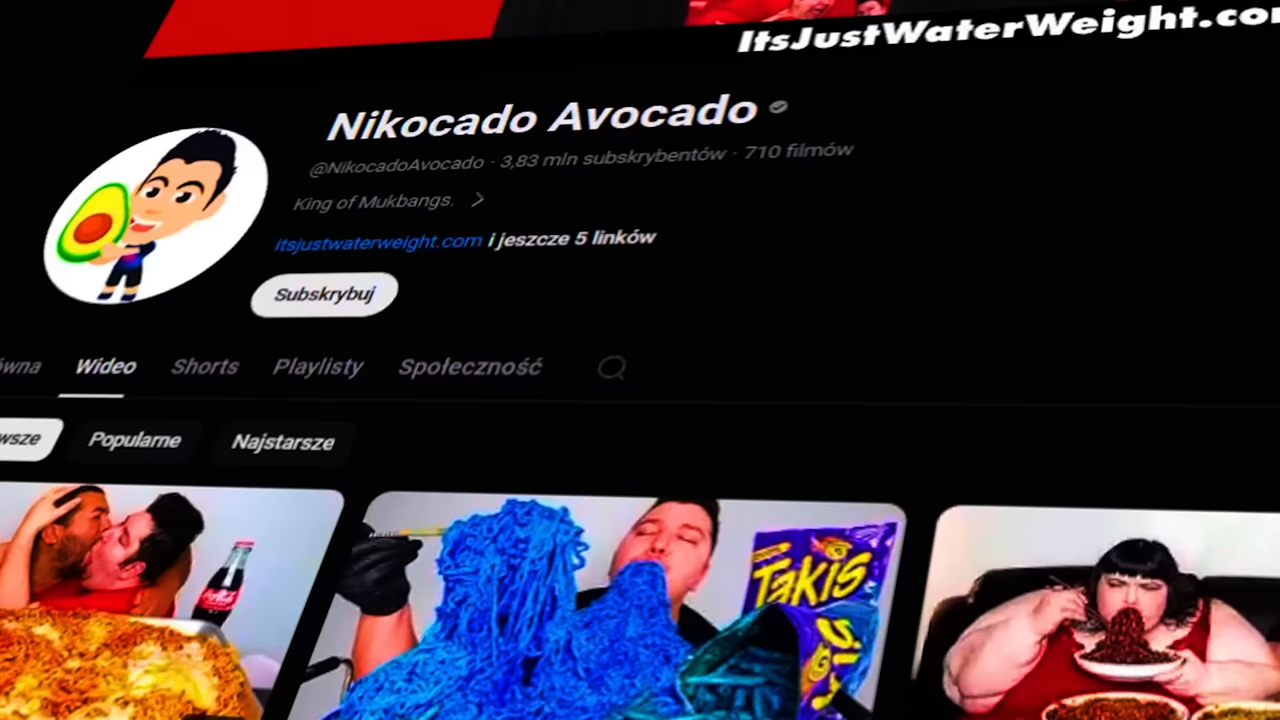 ItsJustWaterWeight.co
Nikocado Avocado
@NikocadoAvocado · 3,83 mln subskrybentów · 710 filmów
King of Mukbangs.
itsjustwaterweight.com i jeszcze 5 linków
Subskrybuj
ówna Wideo Shorts Playlisty Społeczność
wsze Popularne Najstarsze
Takis